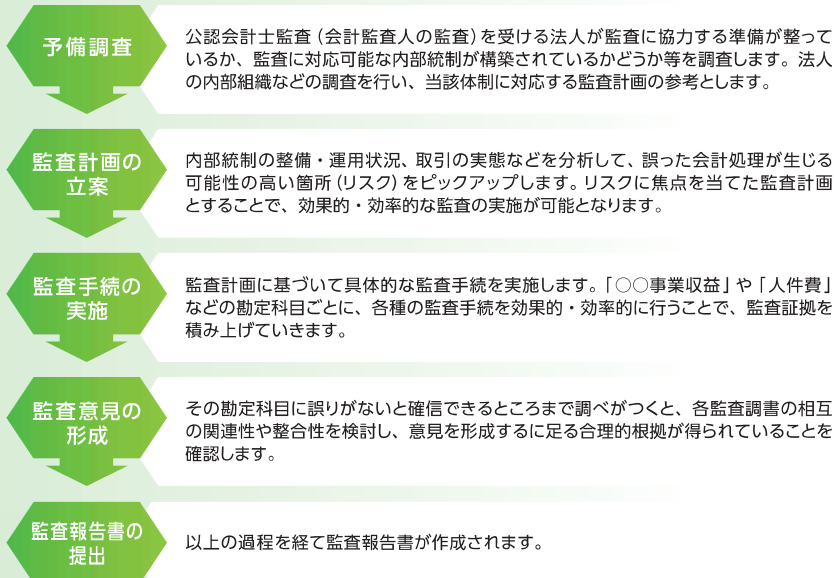 予備調査
公認会計士監査（会計監査人の監査）を受ける法人が監査に協力する準備が整って
いるか、監査に対応可能な内部統制が構築されているかどうか等を調査します。法人
の内部組織などの調査を行い、当該体制に対応する監査計画の参考とします。
監査計画の
立案
内部統制の整備・運用状況、取引の実態などを分析して、誤った会計処理が生じる
可能性の高い箇所（リスク）をピックアップします。リスクに焦点を当てた監査計画
とすることで、効果的・効率的な監査の実施が可能となります。
監査手続の
実施
監査計画に基づいて具体的な監査手続を実施します。「○○事業収益」や「人件費」
などの勘定科目ごとに、各種の監査手続を効果的・効率的に行うことで、監査証拠を
積み上げていきます。
監査意見の
形成
その勘定科目に誤りがないと確信できるところまで調べがつくと、各監査調書の相互
の関連性や整合性を検討し、意見を形成するに足る合理的根拠が得られていることを
確認します。
監査報告書の
提出
以上の過程を経て監査報告書が作成されます。